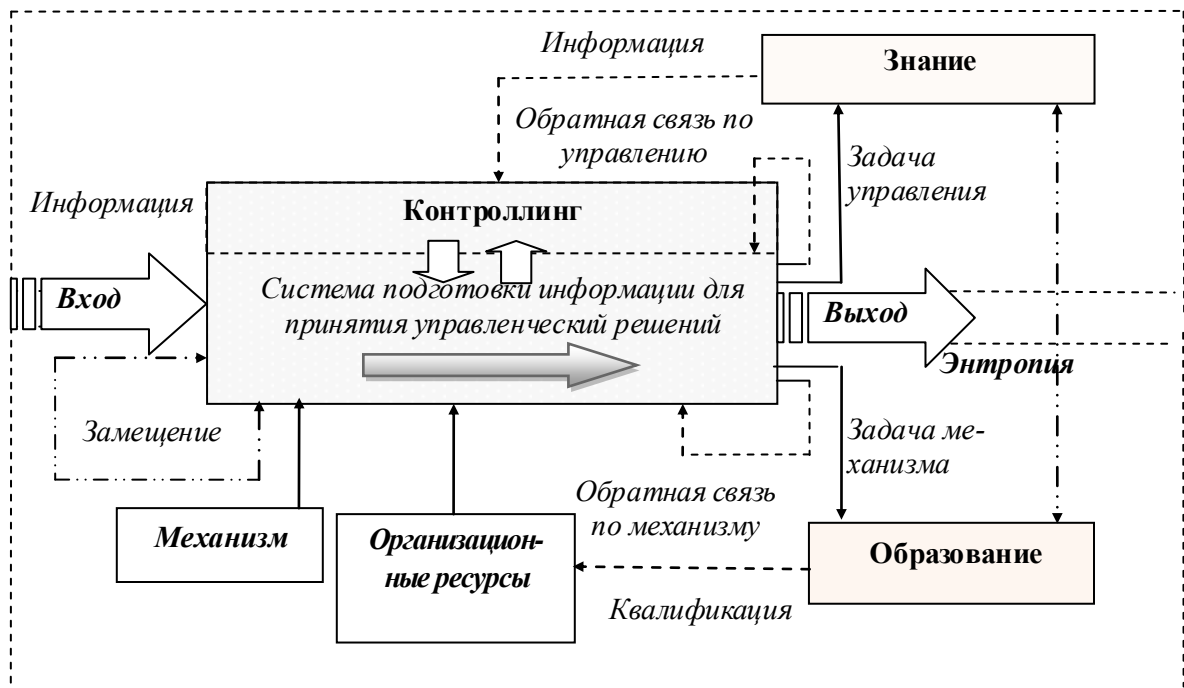 Информация
Знание
Обратная связь по
управлению
Задача
управления
Информация
Контроллинг
Вход
Система подготовки информации для
принятия управленческий решений
Выход
Энтропия
Замещение
Задача ме-
ханизма
Механизм
Организацион-
ные ресурсы
Обратная связь
по механизму
Образование
Квалификация